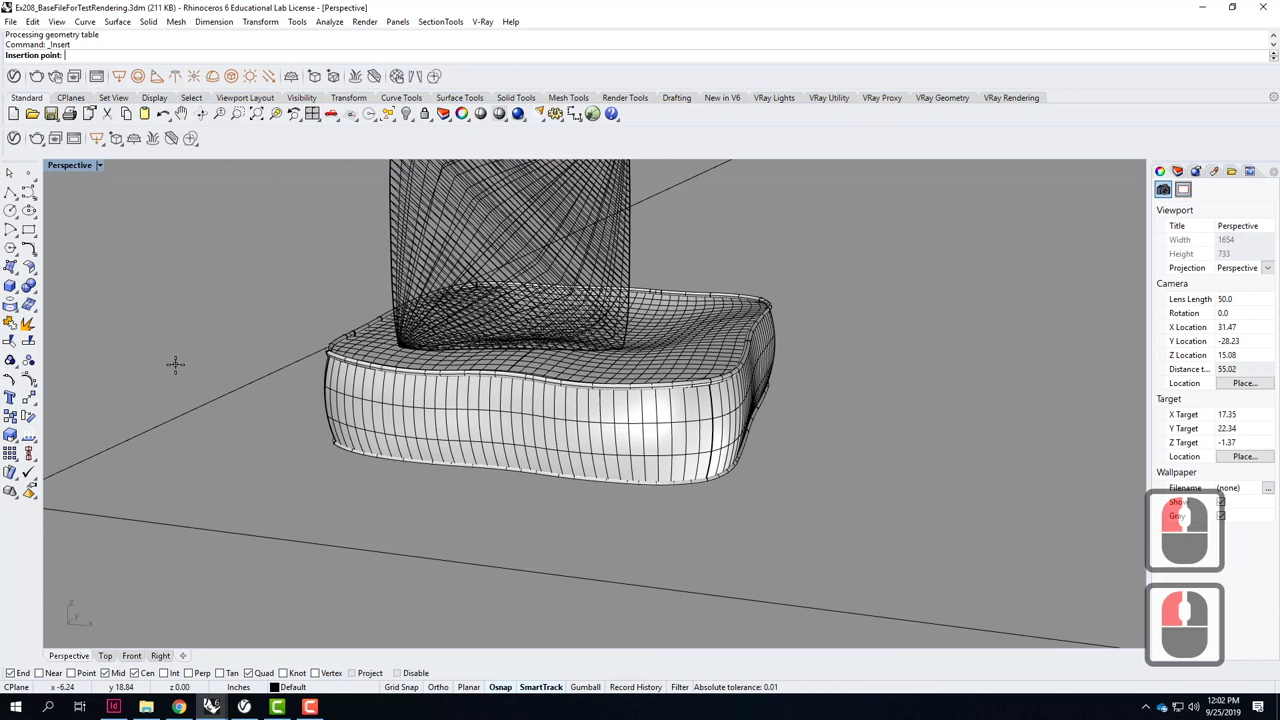 Ex208_BaseFileForTestRendering.3dm (211 KB) - Rhinoceros 6 Educational Lab License - [Perspective]
File Edit View Curve Surface Solid Mesh Dimension Transform Tools Analyze Render Panels SectionTools V-Ray Help
Processing geometry table
Command: _Insert
Insertion point:
Standard CPlanes Set View Display Select Viewport Layout Visibility Transform Curve Tools Surface Tools Solid Tools Mesh Tools Render Tools Drafting New in V6 VRay Lights VRay Utility VRay Proxy VRay Geometry VRay Rendering
Perspective
Viewport
Title Perspective
Width 1654
Height 733
Projection Perspective
Camera
Lens Length 50.0
Rotation 0.0
X Location 31.47
Y Location -28.23
Z Location 15.08
Distance t... 55.02
Location Place...
Target
X Target 17.35
Y Target 22.34
Z Target -1.37
Location Place...
Wallpaper
Filename (none) ...
z
y
x
Perspective Top Front Right
End Near Point Mid Cen Int Perp Tan Quad Knot Vertex Project Disable
CPlane x -6.24 y 18.84 z 0.00 Inches Default Grid Snap Ortho Planar Osnap SmartTrack Gumball Record History Filter Absolute tolerance: 0.01
12:02 PM
9/25/2019